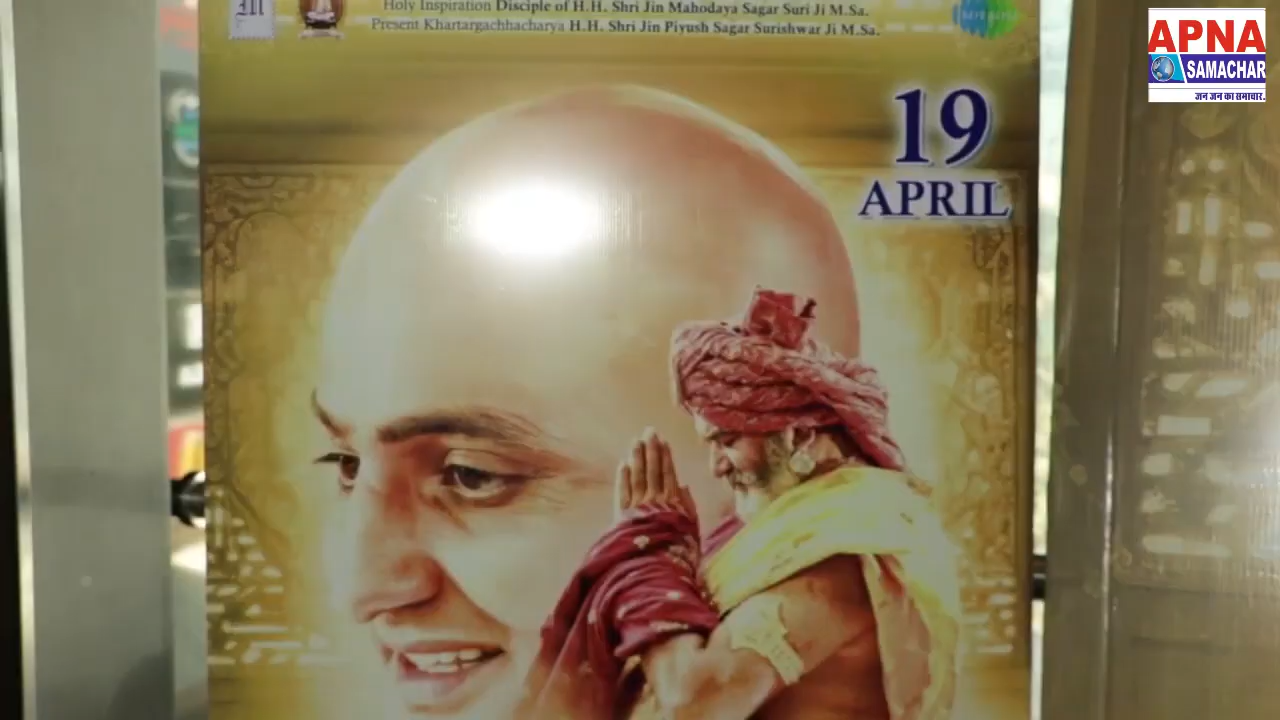 Holy Inspiration Disciple of H.H. Shri Jin Mahodaya Sagar Suri Ji M.Sa.
Present Khartargachhacharya H.H. Shri Jin Piyush Sagar Surishwar Ji M.Sa.
19
APRIL
APNA
SAMACHAR
जन जन का समाचार.
M